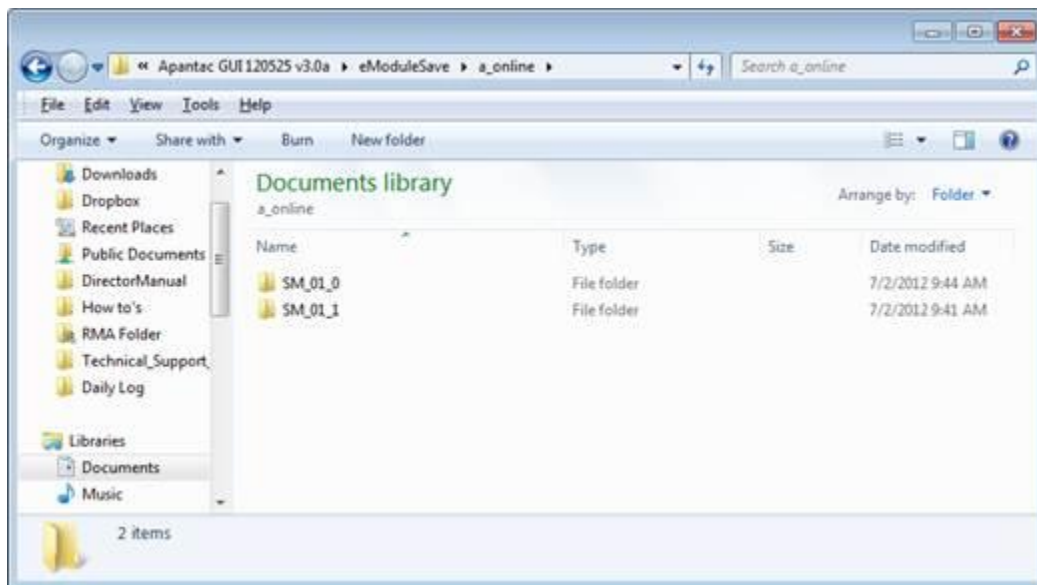 « Apantac GUI 120525 v3.0a ▸ eModuleSave ▸ a_online ▸ Search a_online
File Edit View Tools Help
Organize Share with Burn New folder
Downloads
Dropbox
Recent Places
Public Documents
DirectorManual
How to's
RMA Folder
Technical_Support_
Daily Log
Libraries
Documents
Music
Documents library
a_online
Arrange by: Folder
Name Type Size Date modified
SM_01_0 File folder 7/2/2012 9:44 AM
SM_01_1 File folder 7/2/2012 9:41 AM
2 items